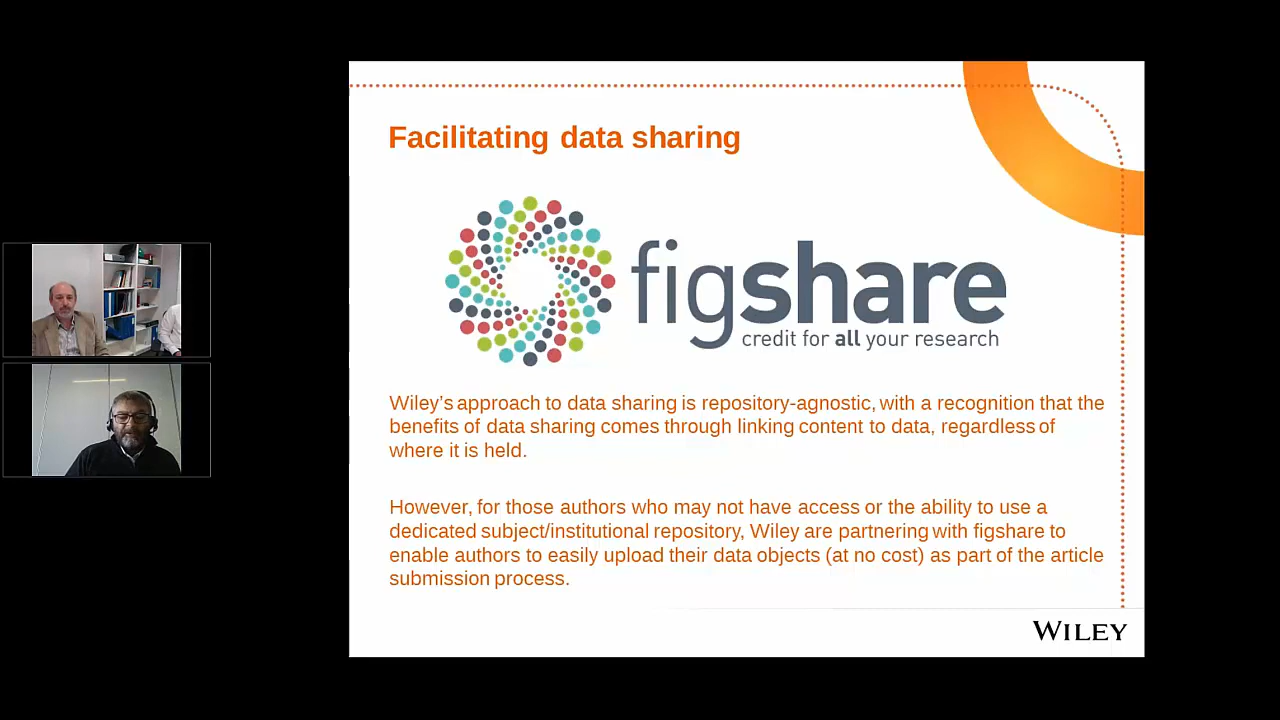 Facilitating data sharing
figshare
credit for all your research
Wiley's approach to data sharing is repository-agnostic, with a recognition that the
benefits of data sharing comes through linking content to data, regardless of
where it is held.
However, for those authors who may not have access or the ability to use a
dedicated subject/institutional repository, Wiley are partnering with figshare to
enable authors to easily upload their data objects (at no cost) as part of the article
submission process.
WILEY